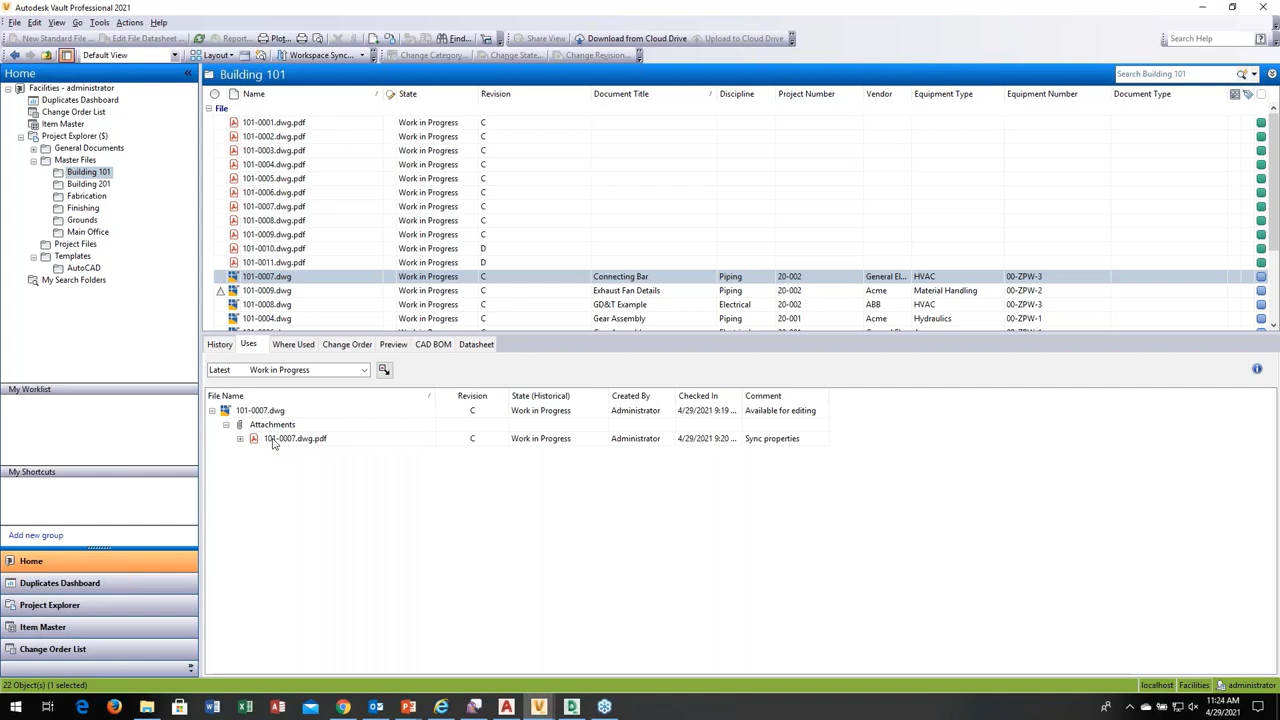 Autodesk Vault Professional 2021
File Edit View Go Tools Actions Help
New Standard File... Edit File Datasheet... Report... Plot... Find... Share View Download from Cloud Drive Upload to Cloud Drive Search Help
Default View Layout Workspace Sync... Change Category... Change State... Change Revision...
Home
Facilities - administrator
Duplicates Dashboard
Change Order List
Item Master
Project Explorer ($)
General Documents
Master Files
Building 101
Building 201
Fabrication
Finishing
Grounds
Main Office
Project Files
Templates
AutoCAD
My Search Folders
My Worklist
My Shortcuts
Add new group
Home
Duplicates Dashboard
Project Explorer
Item Master
Change Order List
Building 101 Search Building 101
Name State Revision Document Title Discipline Project Number Vendor Equipment Type Equipment Number Document Type
File
101-0001.dwg.pdf Work in Progress C
101-0002.dwg.pdf Work in Progress C
101-0003.dwg.pdf Work in Progress C
101-0004.dwg.pdf Work in Progress C
101-0005.dwg.pdf Work in Progress C
101-0006.dwg.pdf Work in Progress C
101-0007.dwg.pdf Work in Progress C
101-0008.dwg.pdf Work in Progress C
101-0009.dwg.pdf Work in Progress C
101-0010.dwg.pdf Work in Progress D
101-0011.dwg.pdf Work in Progress D
101-0007.dwg Work in Progress C Connecting Bar Piping 20-002 General El... HVAC 00-ZPW-3
101-0009.dwg Work in Progress C Exhaust Fan Details Piping 20-002 Acme Material Handling 00-ZPW-2
101-0008.dwg Work in Progress C GD&T Example Electrical 20-002 ABB HVAC 00-ZPW-3
101-0004.dwg Work in Progress C Gear Assembly Piping 20-001 Acme Hydraulics 00-ZPW-1
History Uses Where Used Change Order Preview CAD BOM Datasheet
Latest Work in Progress
File Name Revision State (Historical) Created By Checked In Comment
101-0007.dwg C Work in Progress Administrator 4/29/2021 9:19 ... Available for editing
Attachments
101-0007.dwg.pdf C Work in Progress Administrator 4/29/2021 9:20 ... Sync properties
22 Object(s) (1 selected) localhost Facilities administrator
11:24 AM
4/29/2021